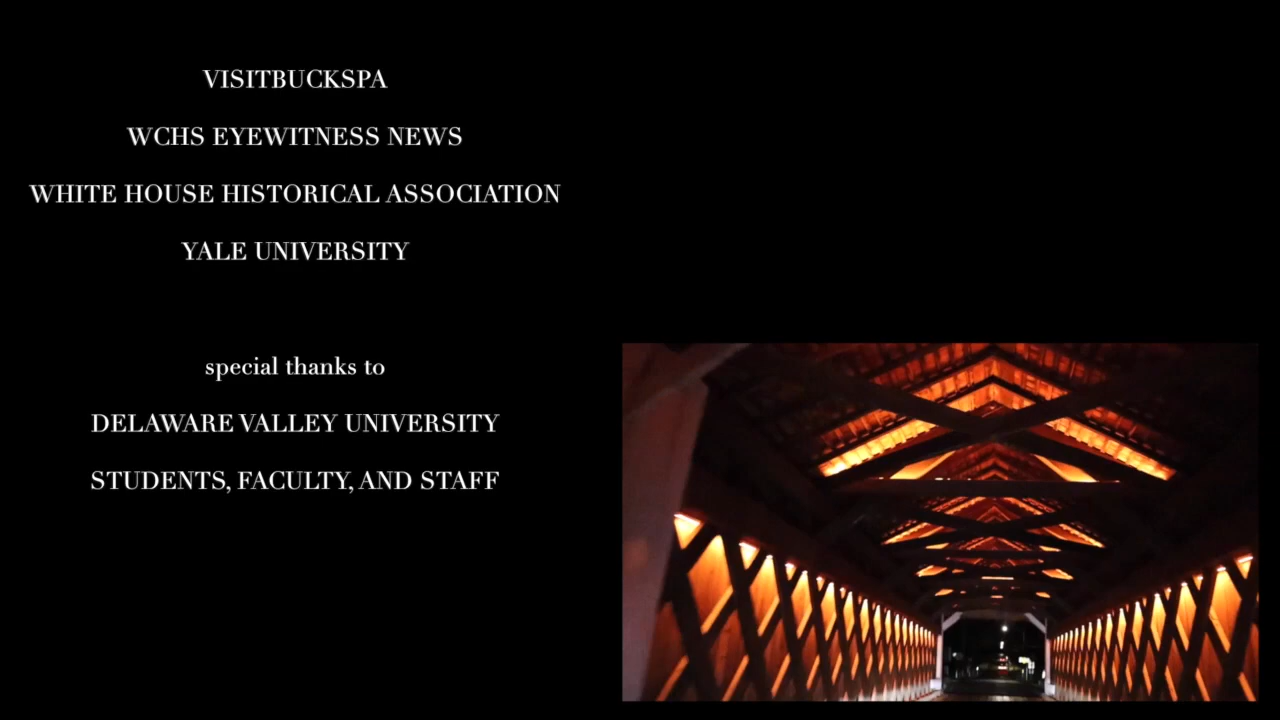 VISITBUCKSPA
WCHS EYEWITNESS NEWS
WHITE HOUSE HISTORICAL ASSOCIATION
YALE UNIVERSITY
special thanks to
DELAWARE VALLEY UNIVERSITY
STUDENTS, FACULTY, AND STAFF